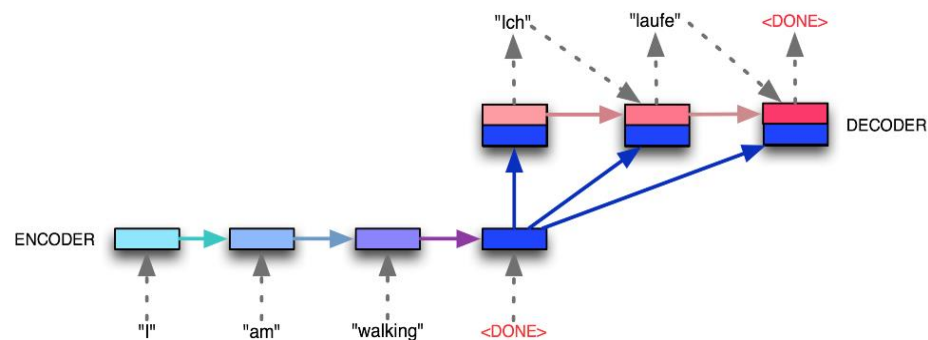 "Ich" "laufe" <DONE>
DECODER
ENCODER
"I" "am" "walking" <DONE>